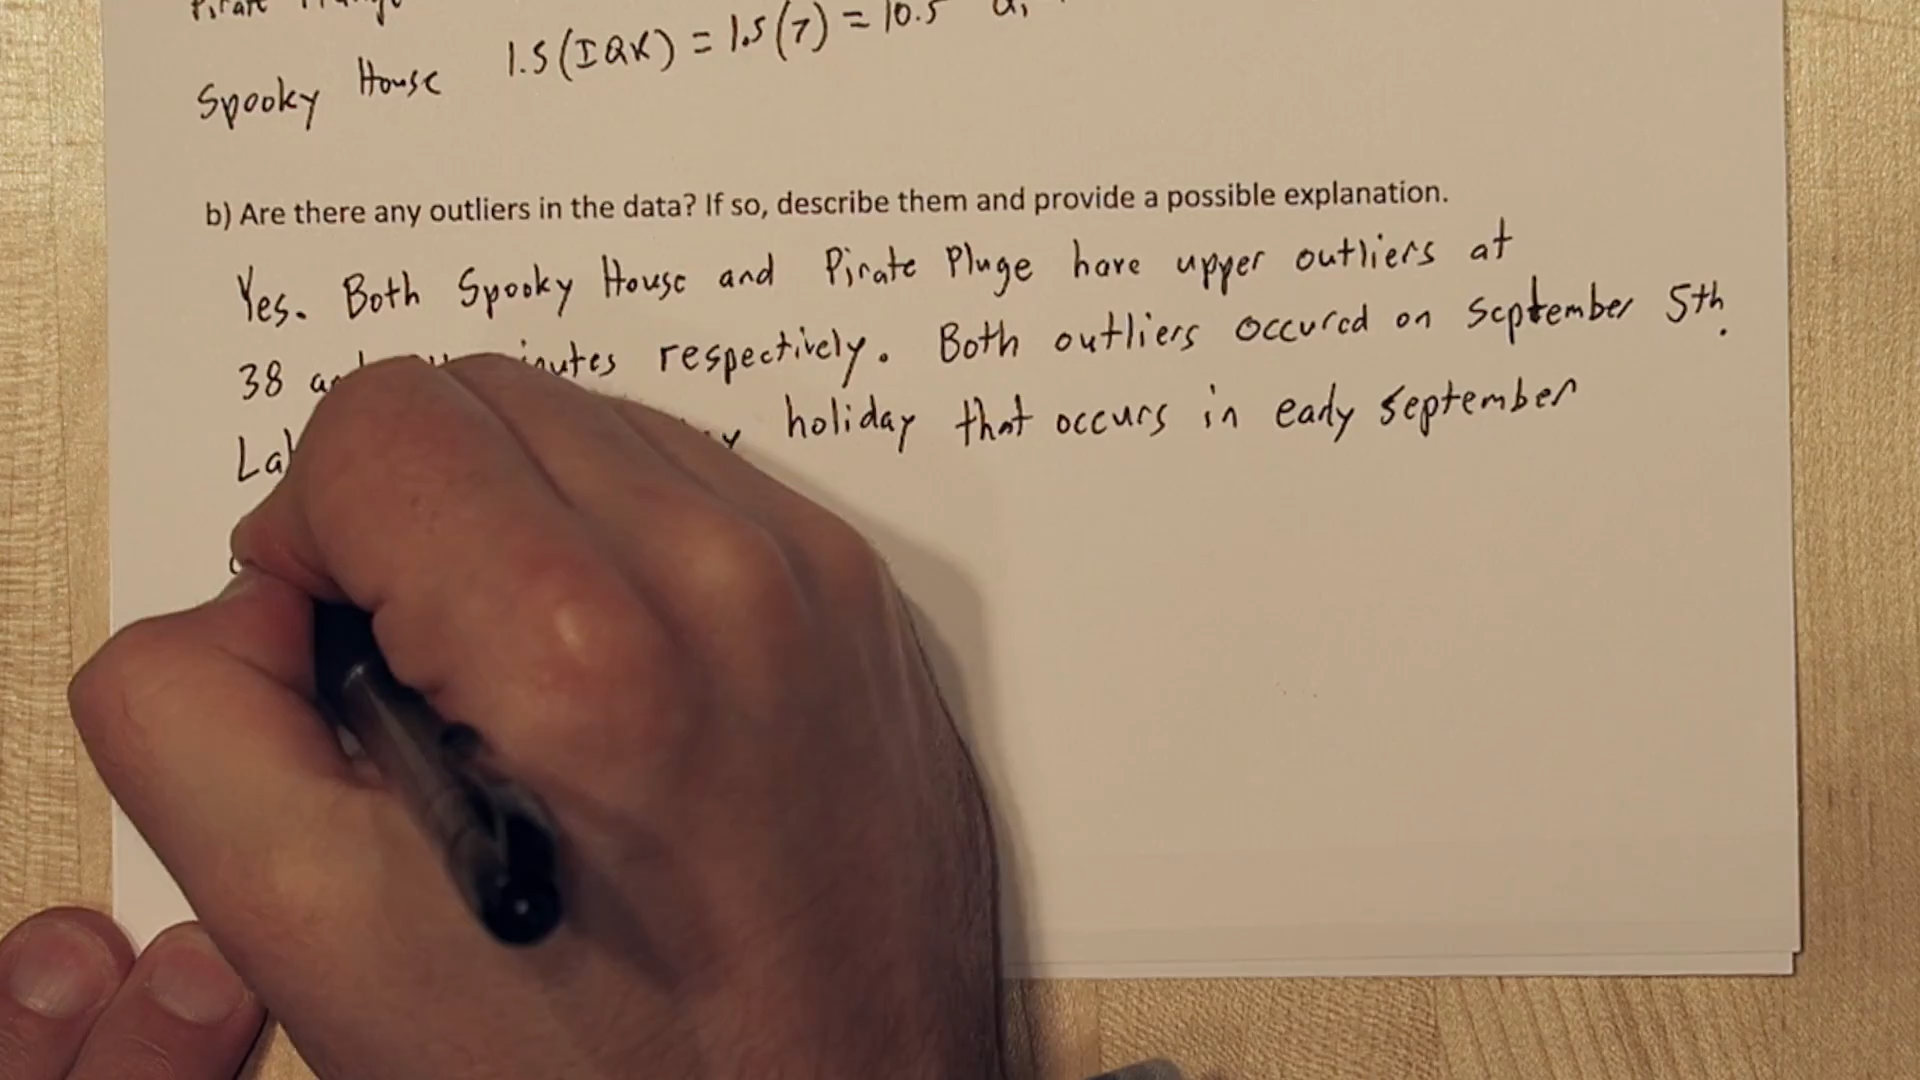 Pirate
Spooky House 1.5(IQR) = 1.5(7) = 10.5
b) Are there any outliers in the data? If so, describe them and provide a possible explanation.
Yes. Both Spooky House and Pirate Pluge have upper outliers at
38 respectively. Both outliers occured on September 5th.
holiday that occurs in early September